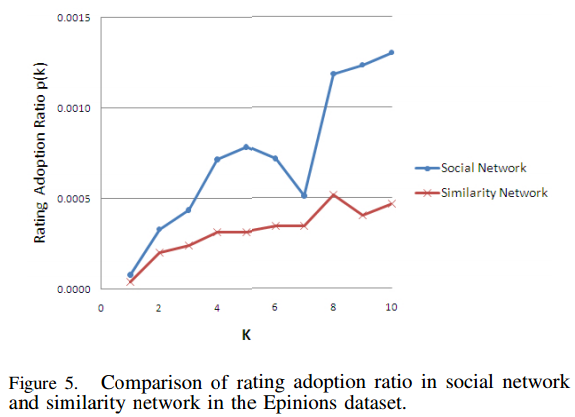 0.0015
0.0010
0.0005
0.0000
Rating Adoption Ratio p(k)
0 2 4 6 8 10
K
Social Network
Similarity Network
Figure 5. Comparison of rating adoption ratio in social network
and similarity network in the Epinions dataset.